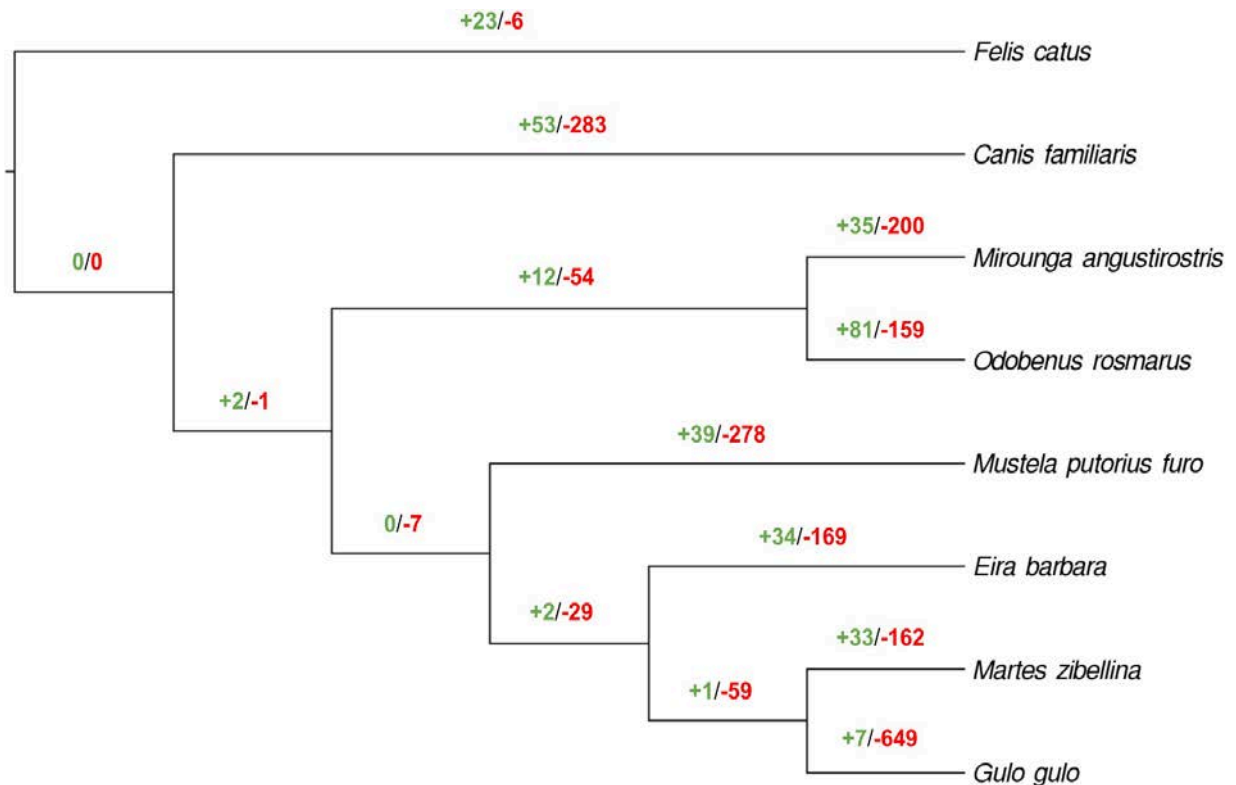 +23/-6
Felis catus
+53/-283
Canis familiaris
+35/-200
0/0
Mirounga angustirostris
+12/-54
+81/-159
Odobenus rosmarus
+2/-1
+39/-278
Mustela putorius furo
0/-7
+34/-169
Eira barbara
+2/-29
+33/-162
Martes zibellina
+1/-59
+7/-649
Gulo gulo